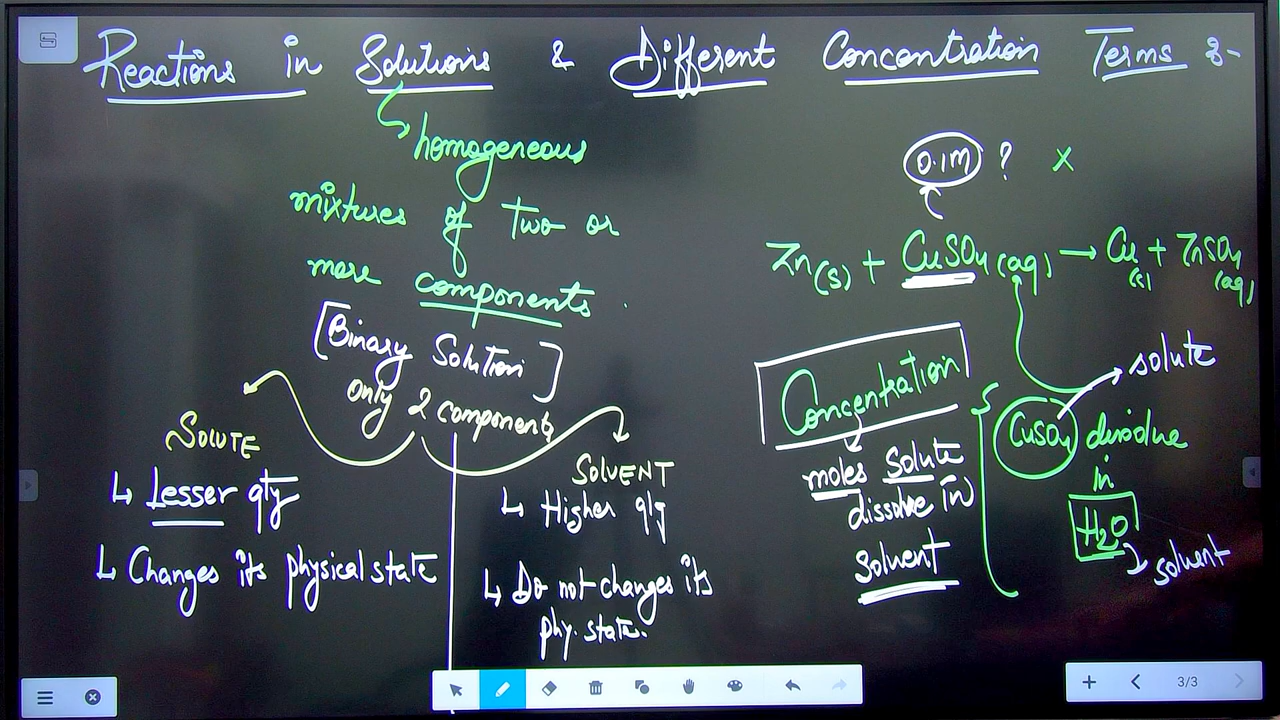 Reactions in Solutions & Different Concentration Terms :-
homogeneous
mixtures of two or
more components.
[Binary Solution]
only 2 components
SOLUTE
↳ Lesser qty
↳ Changes its physical state
SOLVENT
↳ Higher qty
↳ Do not changes its
phy. state.
0.1M ? x
Zn(s) + CuSO4(aq) → Cu(s) + ZnSO4(aq)
Concentration
moles Solute
dissolve in
Solvent
solute
CuSO4 dissolve
in
H2O
solvent
3/3